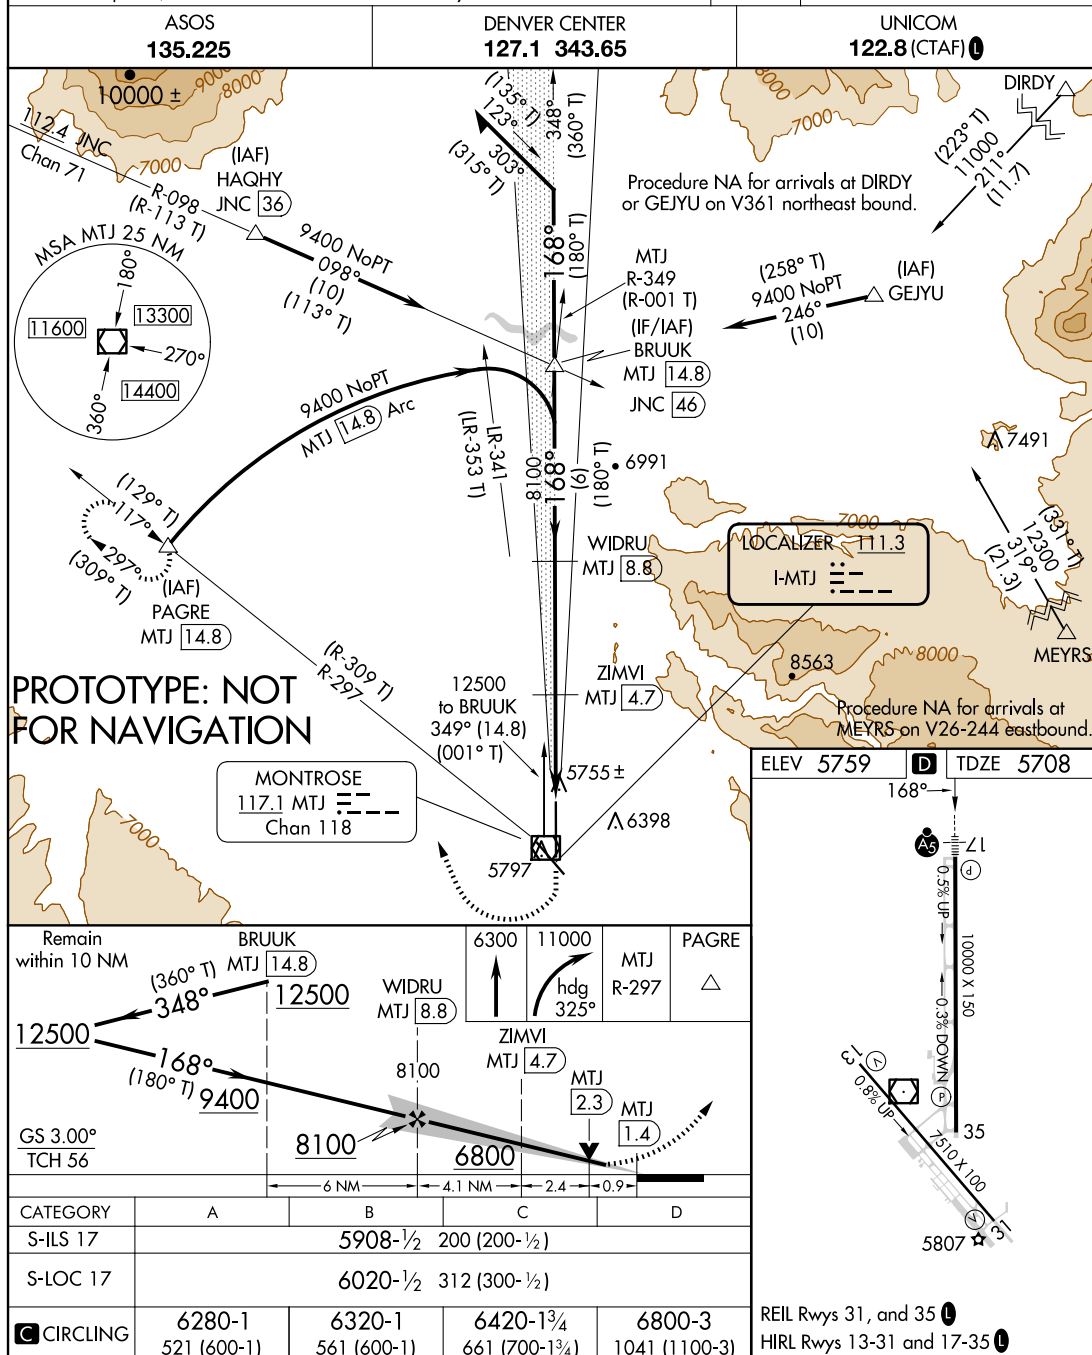 ASOS
135.225
DENVER CENTER
127.1 343.65
UNICOM
122.8 (CTAF) L
10000 ±
9000
8000
7000
112.4 JNC
Chan 71
R-098
(R-113 T)
(IAF)
HAQHY
JNC 36
9400 NoPT
098°
(10)
(113° T)
MSA MTJ 25 NM
180°
11600
13300
270°
14400
360°
(135° T)
123°
303°
(315° T)
348°
(360° T)
168°
(180° T)
MTJ
R-349
(R-001 T)
(IF/IAF)
BRUUK
MTJ 14.8
JNC 46
8000
7000
DIRDY
(223° T)
11000
211°
(11.7)
Procedure NA for arrivals at DIRDY
or GEJYU on V361 northeast bound.
(258° T)
9400 NoPT
246°
(10)
(IAF)
GEJYU
9400 NoPT
MTJ 14.8 Arc
LR-341
(LR-353 T)
8100
168°
(6)
(180° T)
6991
7491
(129° T)
117°
297°
(309° T)
(IAF)
PAGRE
MTJ 14.8
(R-309 T)
R-297
WIDRU
MTJ 8.8
7000
LOCALIZER 111.3
I-MTJ
(331° T)
12300
319°
(21.3)
MEYRS
8563
8000
ZIMVI
MTJ 4.7
12500
to BRUUK
349° (14.8)
(001° T)
PROTOTYPE: NOT
FOR NAVIGATION
Procedure NA for arrivals at
MEYRS on V26-244 eastbound.
MONTROSE
117.1 MTJ
Chan 118
5755 ±
6398
5797
7000
ELEV 5759 D TDZE 5708
168°
A5
17
P
0.5% UP
10000 X 150
0.3% DOWN
P
35
13
V
0.8% UP
7510 X 100
V
31
5807
REIL Rwys 31, and 35 L
HIRL Rwys 13-31 and 17-35 L
Remain
within 10 NM
BRUUK
MTJ 14.8
(360° T)
348°
12500
12500
168°
(180° T)
9400
GS 3.00°
TCH 56
WIDRU
MTJ 8.8
8100
8100
ZIMVI
MTJ 4.7
6800
MTJ
2.3
MTJ
1.4
6300
11000
hdg
325°
MTJ
R-297
PAGRE
6 NM
4.1 NM
2.4
0.9
CATEGORY A B C D
S-ILS 17 5908-½ 200 (200-½)
S-LOC 17 6020-½ 312 (300-½)
C CIRCLING 6280-1 6320-1 6420-1¾ 6800-3
521 (600-1) 561 (600-1) 661 (700-1¾) 1041 (1100-3)